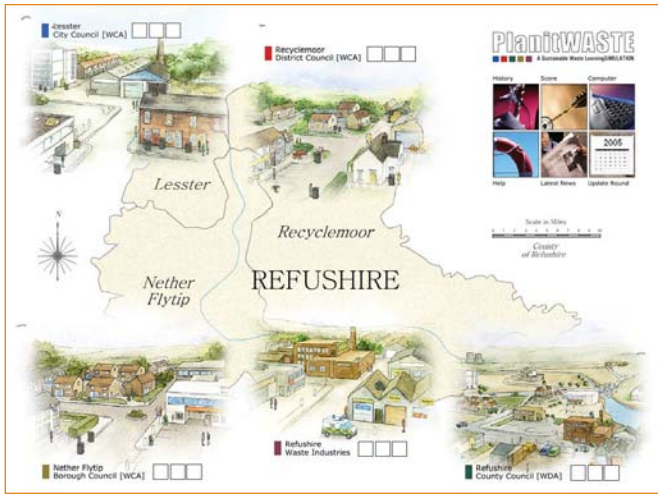 Lesster
City Council [WCA]
Recyclemoor
District Council [WCA]
PlanitWASTE
A Sustainable Waste LearningSIMULATION
History
Score
Computer
2005
Help
Latest News
Update Round
Lesster
Recyclemoor
N
Scale in Miles
County
of Refushire
Nether
Flytip
REFUSHIRE
Nether Flytip
Borough Council [WCA]
Refushire
Waste Industries
Refushire
County Council [WDA]